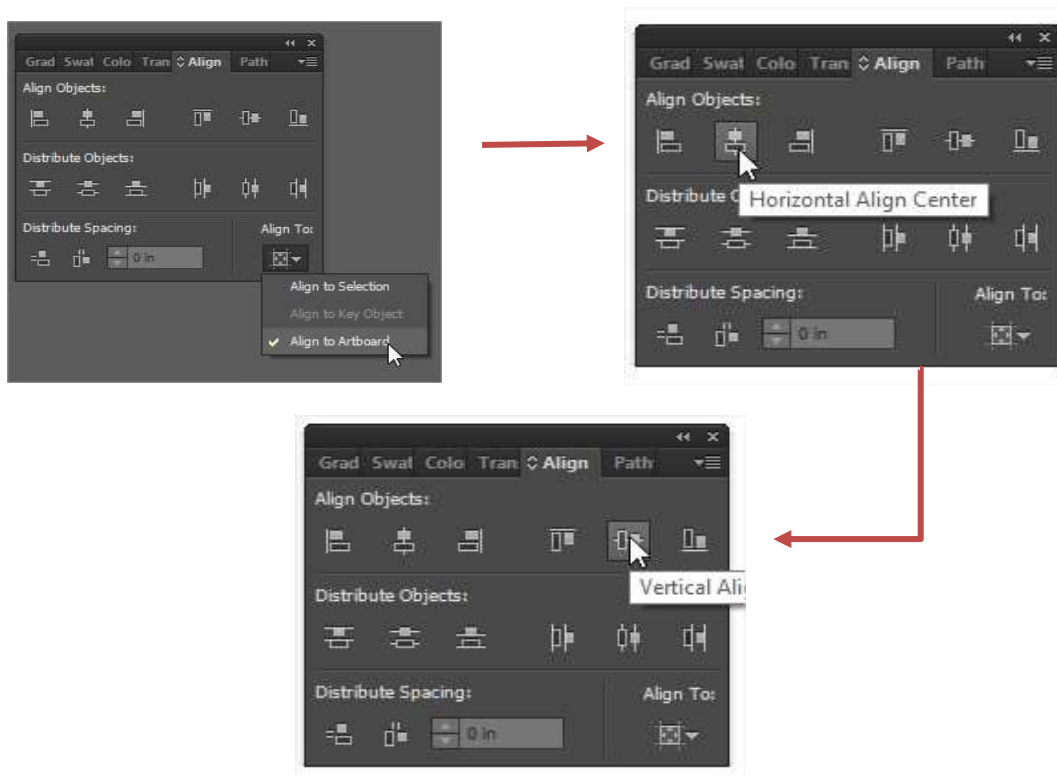 Grad Swat Colo Tran Align Path
Align Objects:
Distribute Objects:
Distribute Spacing: Align To:
0 in
Align to Selection
Align to Key Object
Align to Artboard
Grad Swat Colo Tran Align Path
Align Objects:
Distribute O
Horizontal Align Center
Distribute Spacing: Align To:
0 in
Grad Swat Colo Tran Align Path
Align Objects:
Distribute Objects:
Vertical Ali
Distribute Spacing: Align To:
0 in